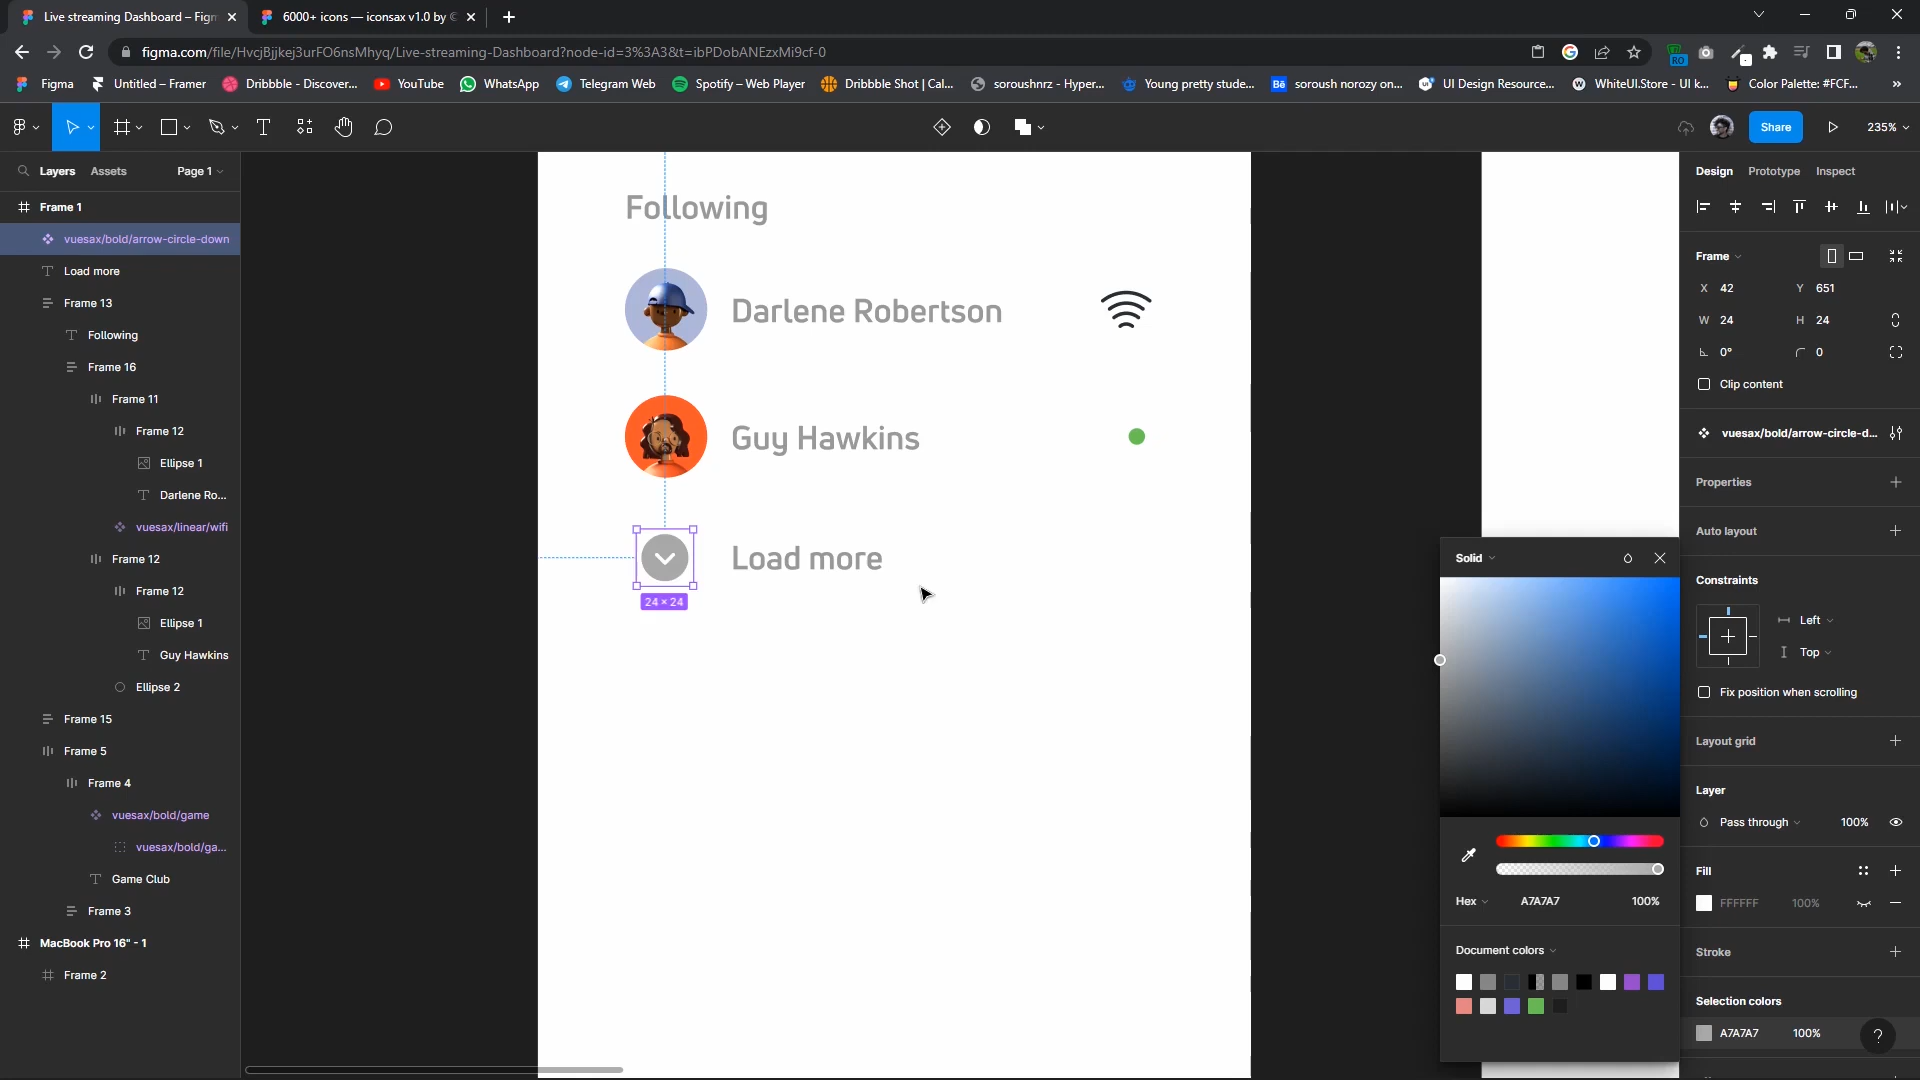 Live streaming Dashboard – Figm
6000+ icons — iconsax v1.0 by
figma.com/file/HvcjBjjkej3urFO6nsMhyq/Live-streaming-Dashboard?node-id=3%3A3&t=ibPDobANEzxMi9cf-0
RO
Figma
Untitled – Framer
Dribbble - Discover...
YouTube
WhatsApp
Telegram Web
Spotify – Web Player
Dribbble Shot | Cal...
soroushnrz - Hyper...
Young pretty stude...
Bē soroush norozy on...
UI Design Resource...
WhiteUI.Store - UI k...
Color Palette: #FCF...
Share
235%
Layers
Assets
Page 1
Frame 1
vuesax/bold/arrow-circle-down
Load more
Frame 13
Following
Frame 16
Frame 11
Frame 12
Ellipse 1
Darlene Ro...
vuesax/linear/wifi
Frame 12
Frame 12
Ellipse 1
Guy Hawkins
Ellipse 2
Frame 15
Frame 5
Frame 4
vuesax/bold/game
vuesax/bold/ga...
Game Club
Frame 3
MacBook Pro 16" - 1
Frame 2
Following
Darlene Robertson
Guy Hawkins
Load more
24 × 24
Solid
Hex
A7A7A7
100%
Document colors
Design
Prototype
Inspect
Frame
X 42
Y 651
W 24
H 24
0°
0
Clip content
vuesax/bold/arrow-circle-d...
Properties
Auto layout
Constraints
Left
Top
Fix position when scrolling
Layout grid
Layer
Pass through
100%
Fill
FFFFFF
100%
Stroke
Selection colors
A7A7A7
100%
?